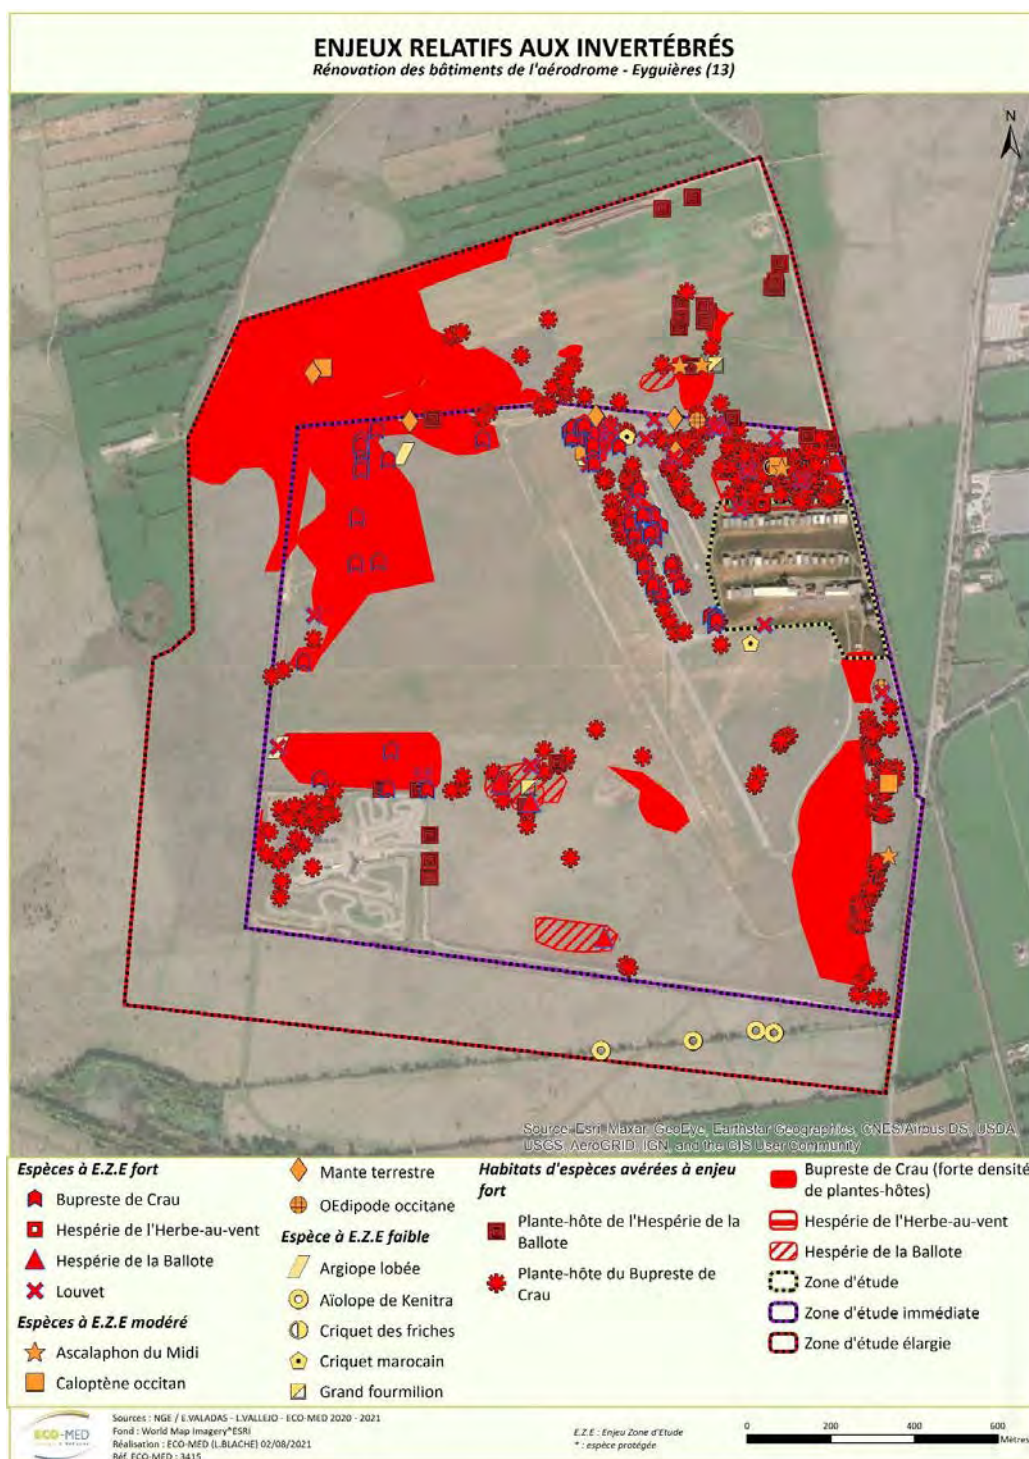 ENJEUX RELATIFS AUX INVERTÉBRÉS
Rénovation des bâtiments de l'aérodrome - Eyguières (13)
N
Source: Esri, Maxar, GeoEye, Earthstar Geographics, CNES/Airbus DS, USDA,
USGS, AeroGRID, IGN, and the GIS User Community
Espèces à E.Z.E fort
Bupreste de Crau
Hespérie de l'Herbe-au-vent
Hespérie de la Ballote
Louvet
Espèces à E.Z.E modéré
Ascalaphon du Midi
Caloptène occitan
Mante terrestre
OEdipode occitane
Espèce à E.Z.E faible
Argiope lobée
Aïolope de Kenitra
Criquet des friches
Criquet marocain
Grand fourmilion
Habitats d'espèces avérées à enjeu
fort
Plante-hôte de l'Hespérie de la
Ballote
Plante-hôte du Bupreste de
Crau
Bupreste de Crau (forte densité
de plantes-hôtes)
Hespérie de l'Herbe-au-vent
Hespérie de la Ballote
Zone d'étude
Zone d'étude immédiate
Zone d'étude élargie
ECO-MED
Sources : NGE / E.VALADAS - L.VALLEJO - ECO-MED 2020 - 2021
Fond : World Map Imagery*ESRI
Réalisation : ECO-MED (L.BLACHE) 02/08/2021
Réf. ECO-MED : 3415
E.Z.E : Enjeu Zone d'Etude
* : espèce protégée
0 200 400 600
Mètres